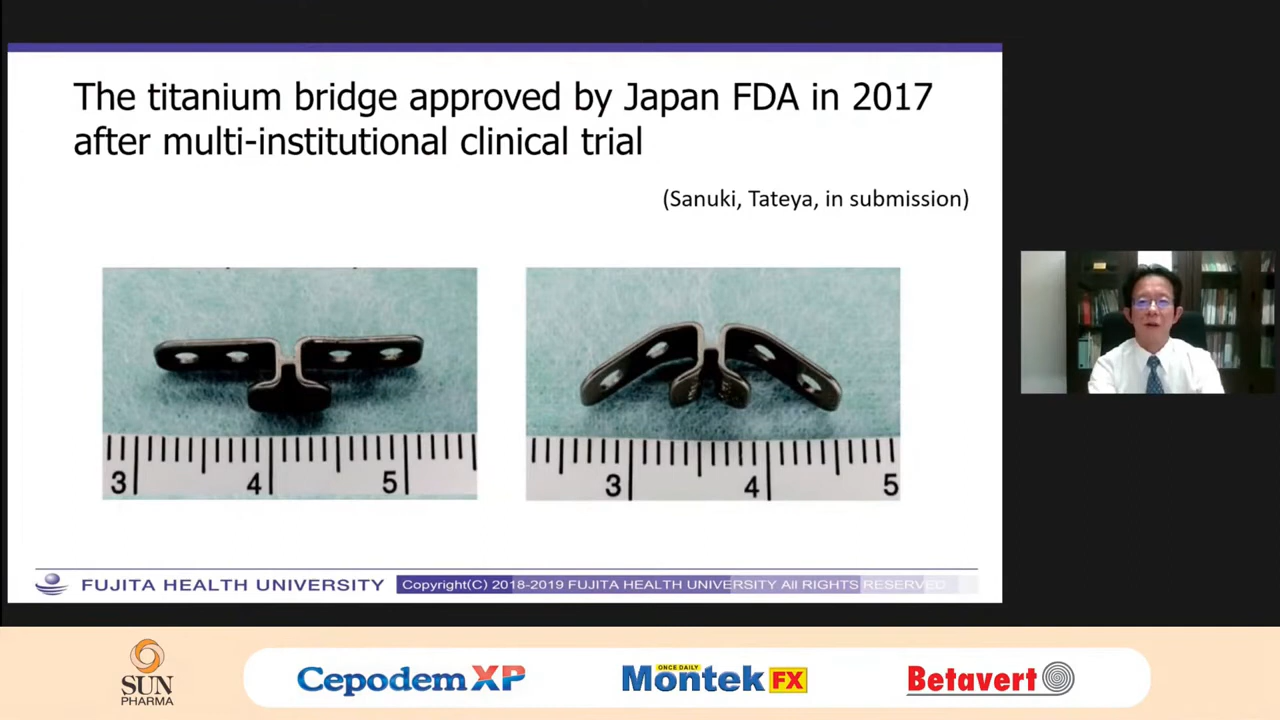 The titanium bridge approved by Japan FDA in 2017
after multi-institutional clinical trial
(Sanuki, Tateya, in submission)
3 4 5
3 4 5
FUJITA HEALTH UNIVERSITY
Copyright(C) 2018-2019 FUJITA HEALTH UNIVERSITY All RIGHTS RESERVED
SUN
PHARMA
Cepodem XP
ONCE DAILY
Montek FX
Betavert